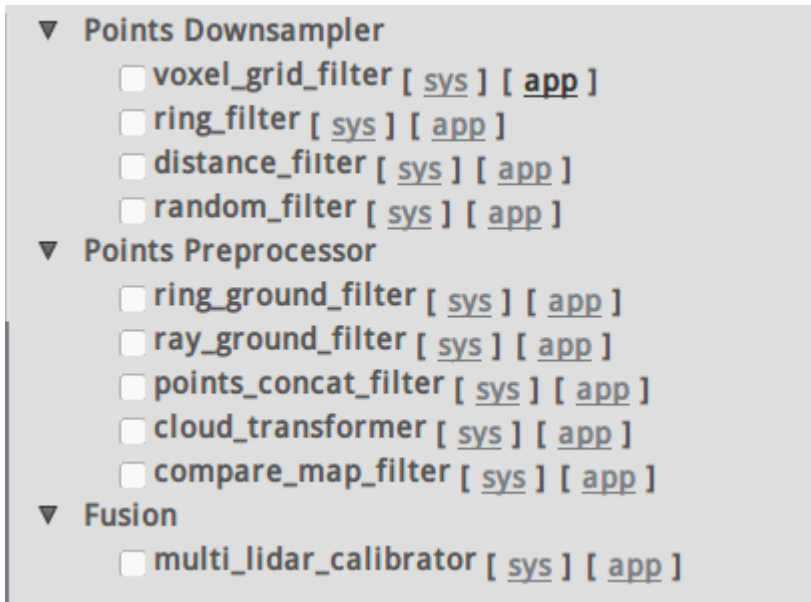 Points Downsampler
voxel_grid_filter [ sys ] [ app ]
ring_filter [ sys ] [ app ]
distance_filter [ sys ] [ app ]
random_filter [ sys ] [ app ]
Points Preprocessor
ring_ground_filter [ sys ] [ app ]
ray_ground_filter [ sys ] [ app ]
points_concat_filter [ sys ] [ app ]
cloud_transformer [ sys ] [ app ]
compare_map_filter [ sys ] [ app ]
Fusion
multi_lidar_calibrator [ sys ] [ app ]